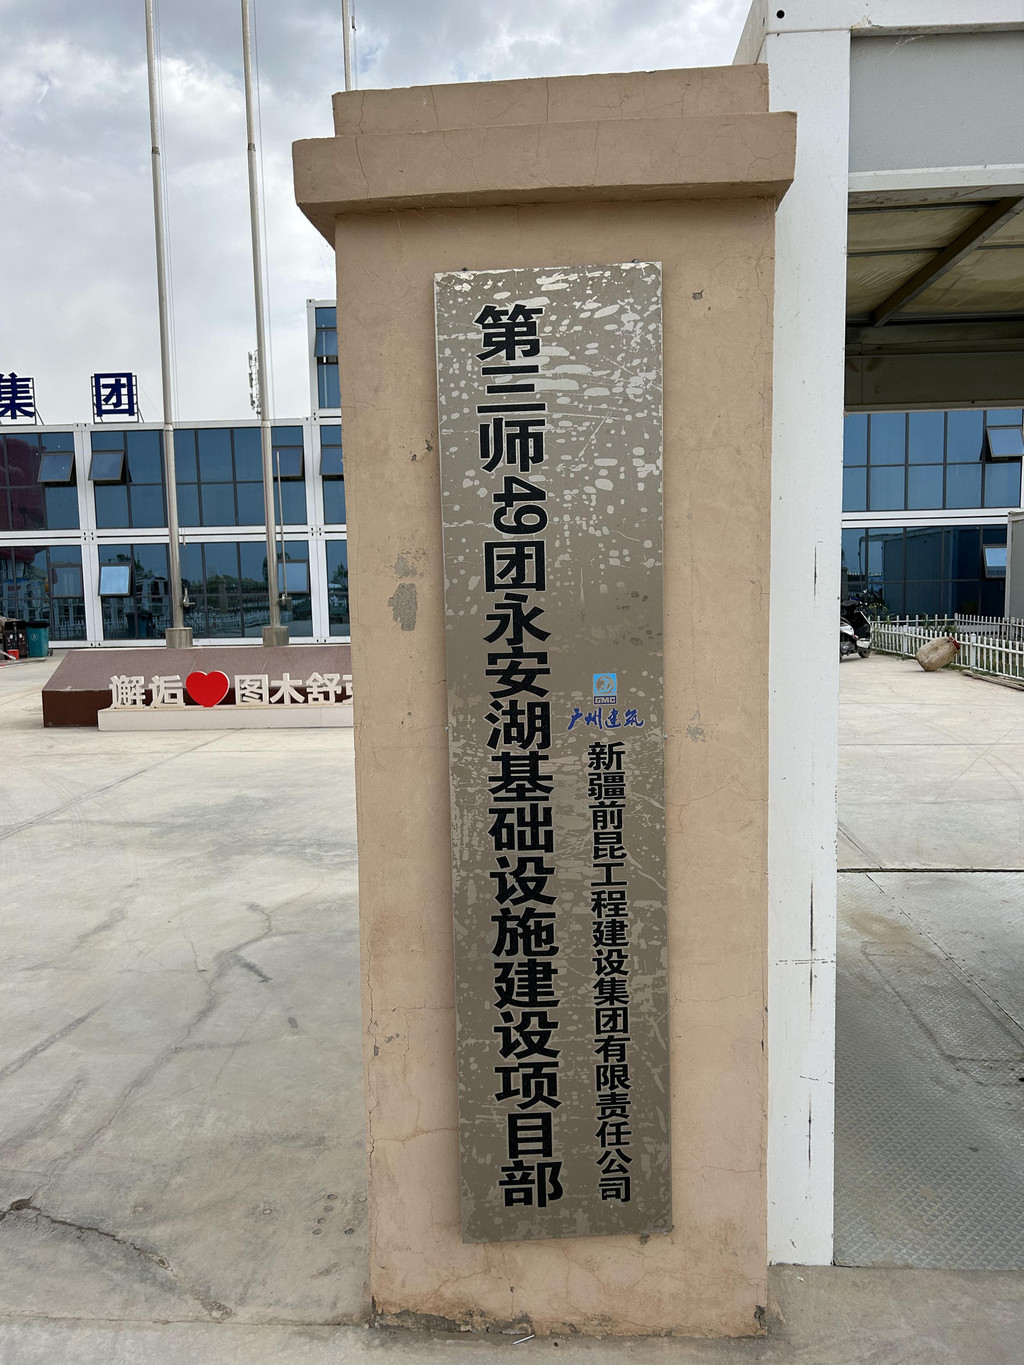 集团
第三师49团永安湖基础设施建设项目部
GMC
广州建筑
新疆前昆工程建设集团有限责任公司
邂逅❤图木舒克